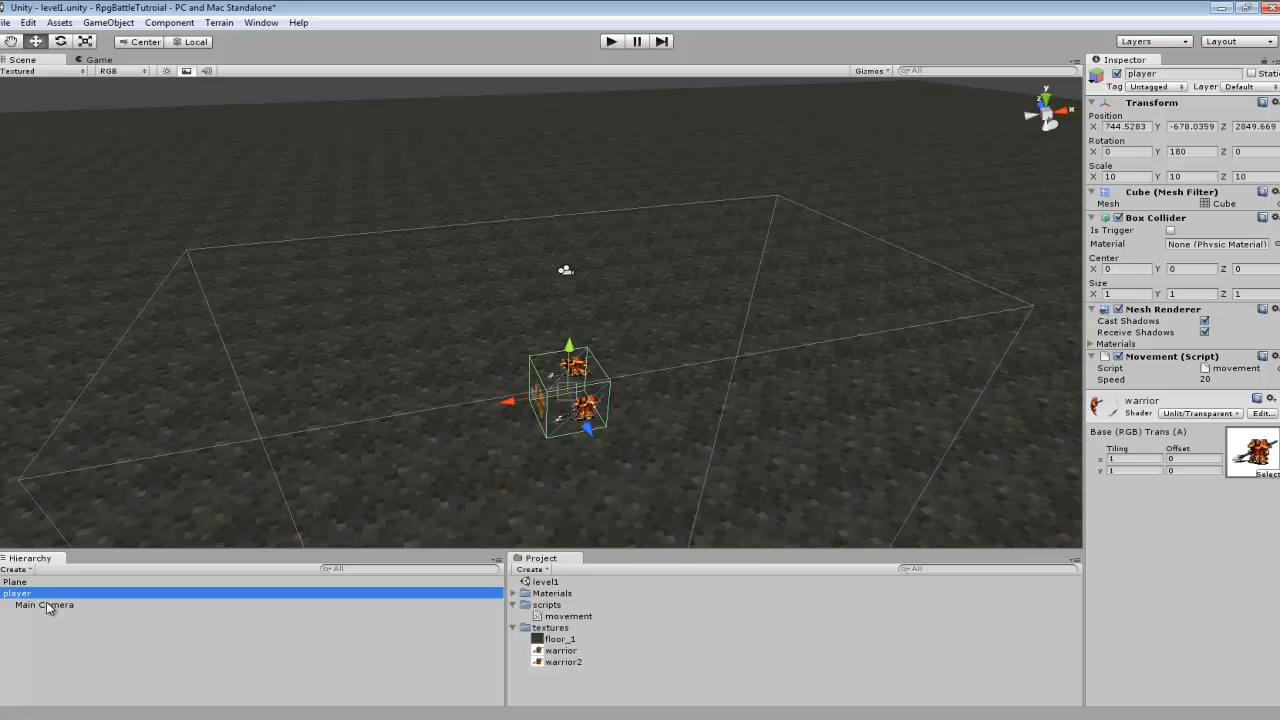 Unity - level1.unity - RpgBattleTutroial - PC and Mac Standalone*
ile Edit Assets GameObject Component Terrain Window Help
Center Local Layers Layout
Scene Game Inspector
Textured RGB Gizmos All
player Stati
Tag Untagged Layer Default
Transform
Position
X 744.5283 Y -678.0359 Z 2849.669
Rotation
X 0 Y 180 Z 0
Scale
X 10 Y 10 Z 10
Cube (Mesh Filter)
Mesh Cube
Box Collider
Is Trigger
Material None (Physic Material)
Center
X 0 Y 0 Z 0
Size
X 1 Y 1 Z 1
Mesh Renderer
Cast Shadows
Receive Shadows
Materials
Movement (Script)
Script movement
Speed 20
warrior
Shader Unlit/Transparent Edit...
Base (RGB) Trans (A)
Tiling Offset
x 1 0
y 1 0
Select
y
x
z
Hierarchy
Create All
Plane
player
Main Camera
Project
Create All
level1
Materials
scripts
movement
textures
floor_1
warrior
warrior2